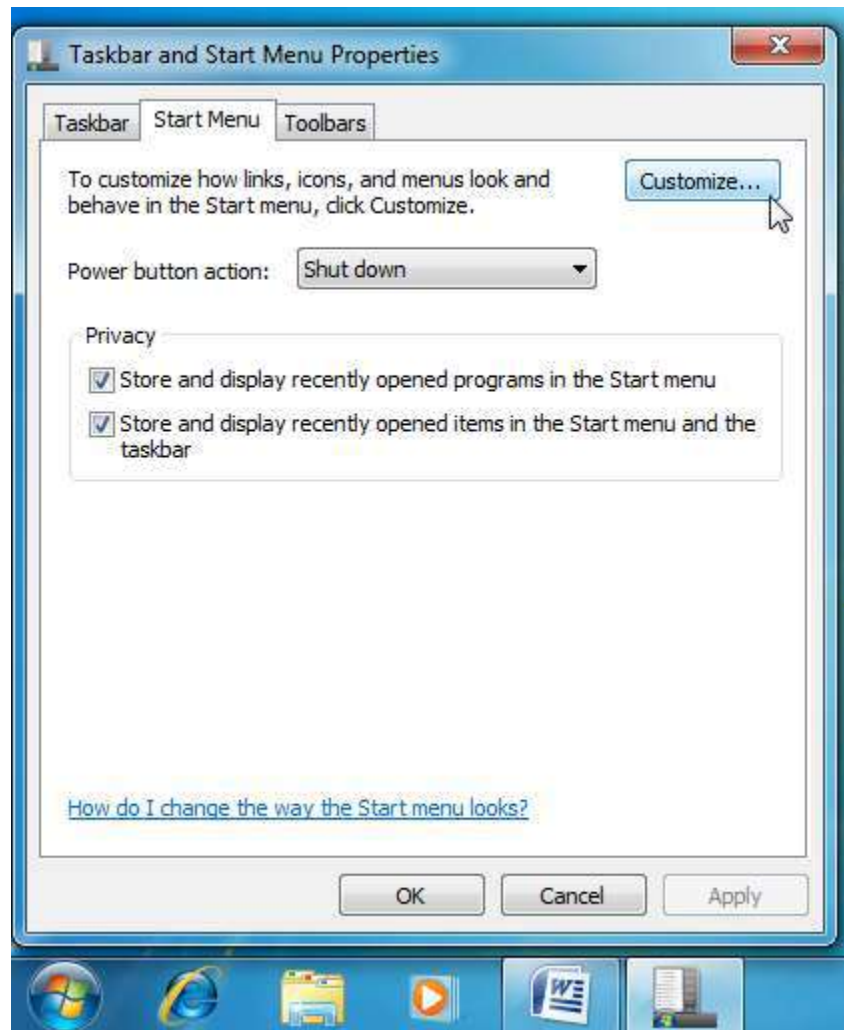 Taskbar and Start Menu Properties
Taskbar Start Menu Toolbars
To customize how links, icons, and menus look and
behave in the Start menu, click Customize.
Customize...
Power button action: Shut down
Privacy
Store and display recently opened programs in the Start menu
Store and display recently opened items in the Start menu and the
taskbar
How do I change the way the Start menu looks?
OK Cancel Apply